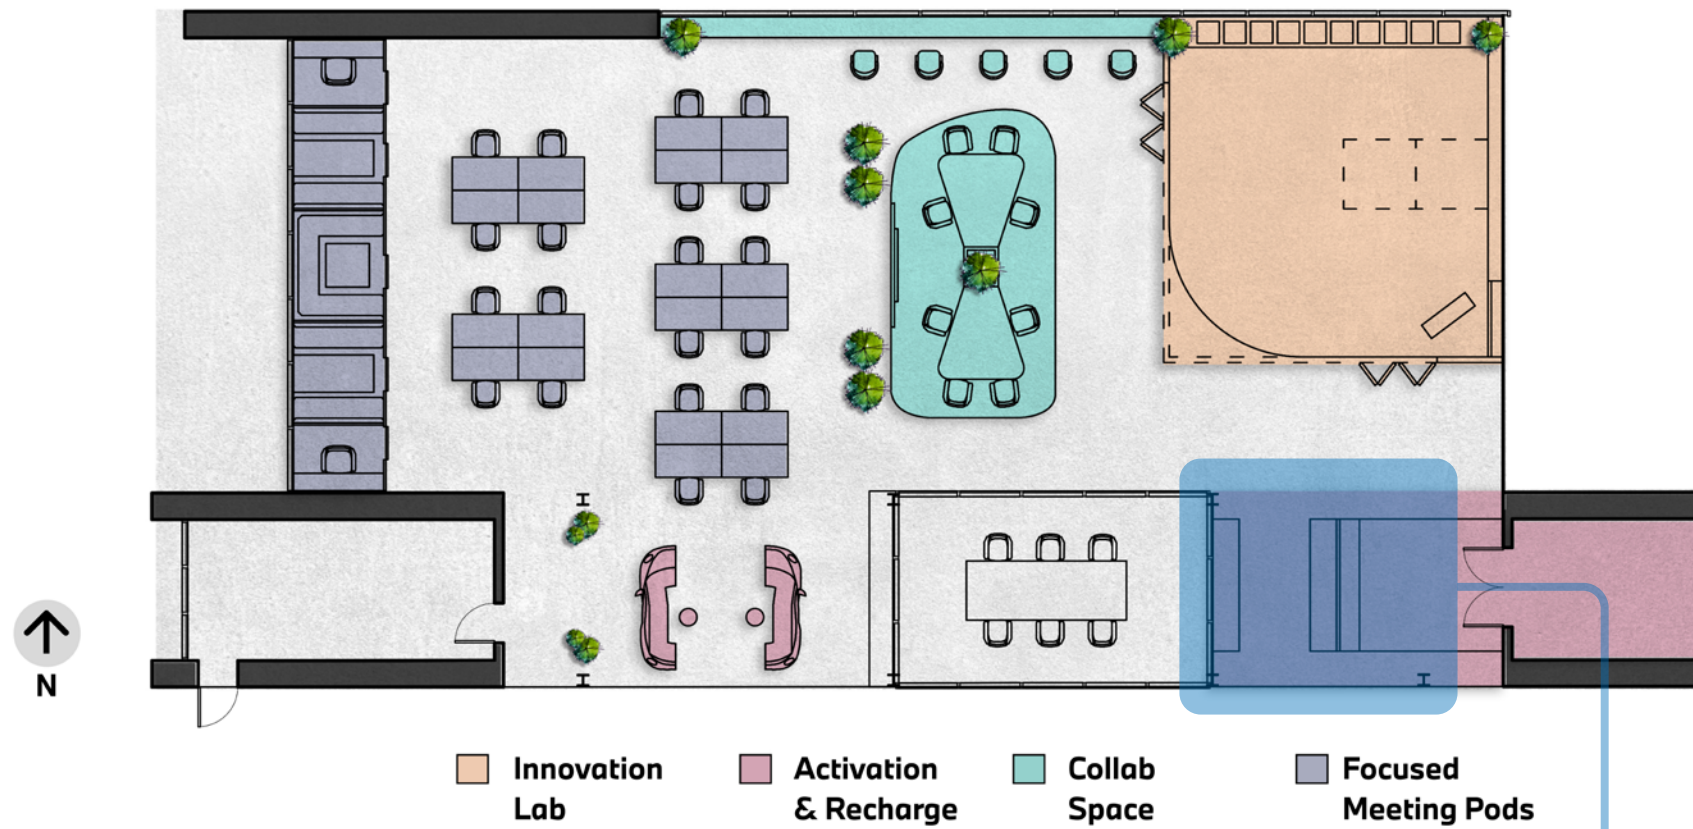 N
Innovation
Lab
Activation
& Recharge
Collab
Space
Focused
Meeting Pods